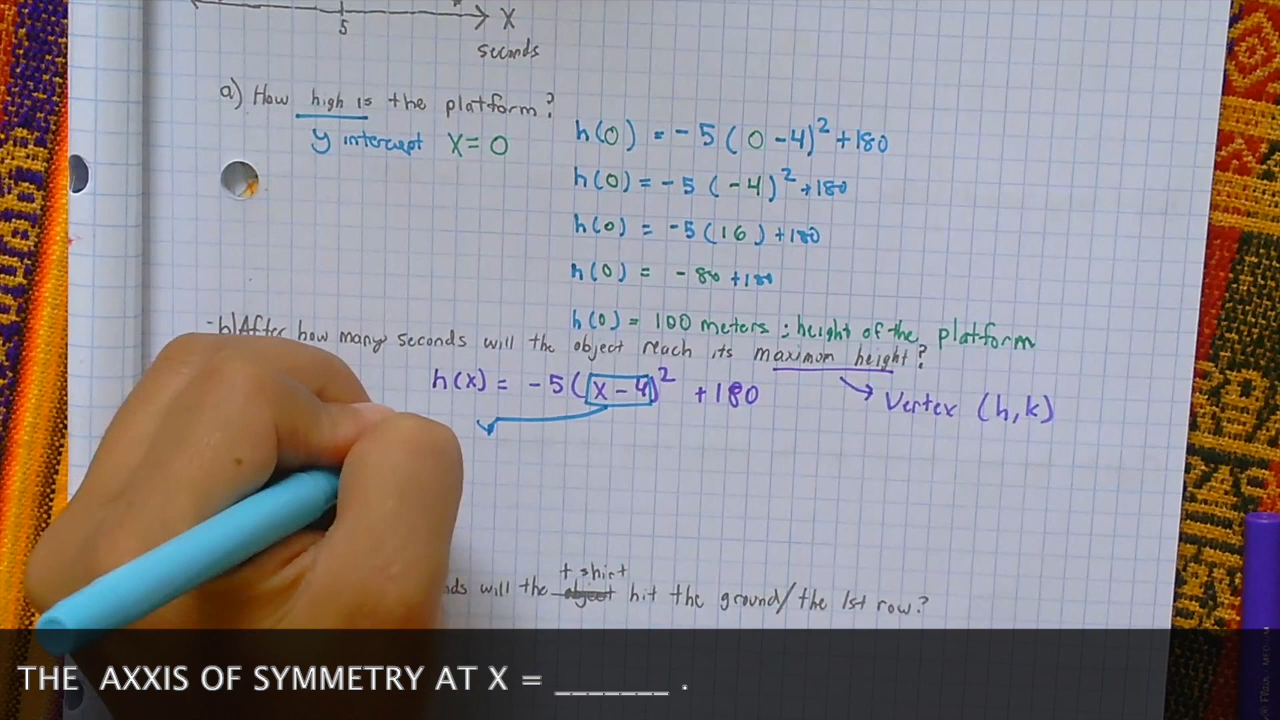 5
X
seconds
a) How high is the platform?
y intercept X = 0
h(0) = -5(0-4)² +180
h(0) = -5(-4)² +180
h(0) = -5(16) +180
h(0) = -80 +180
h(0) = 100 meters : height of the platform
b) After how many seconds will the object reach its maximum height?
h(x) = -5(x-4)² +180
Vertex (h,k)
t shirt
will the object hit the ground/the 1st row?
THE AXXIS OF SYMMETRY AT X = _______ .